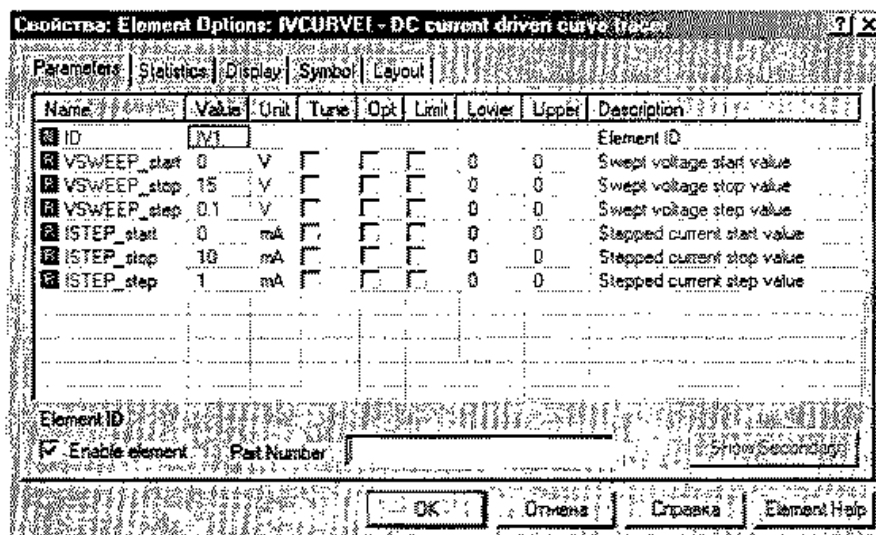 Свойства: Element Options: IVCURVEI - DC current driven curve tracer
Parameters Statistics Display Symbol Layout
Name Value Unit Tune Opt Limit Lower Upper Description
ID IV1 Element ID
VSWEEP_start 0 V 0 0 Swept voltage start value
VSWEEP_stop 15 V 0 0 Swept voltage stop value
VSWEEP_step 0.1 V 0 0 Swept voltage step value
ISTEP_start 0 mA 0 0 Stepped current start value
ISTEP_stop 10 mA 0 0 Stepped current stop value
ISTEP_step 1 mA 0 0 Stepped current step value
Element ID
Enable element Part Number Show Secondary
OK Отмена Справка Element Help